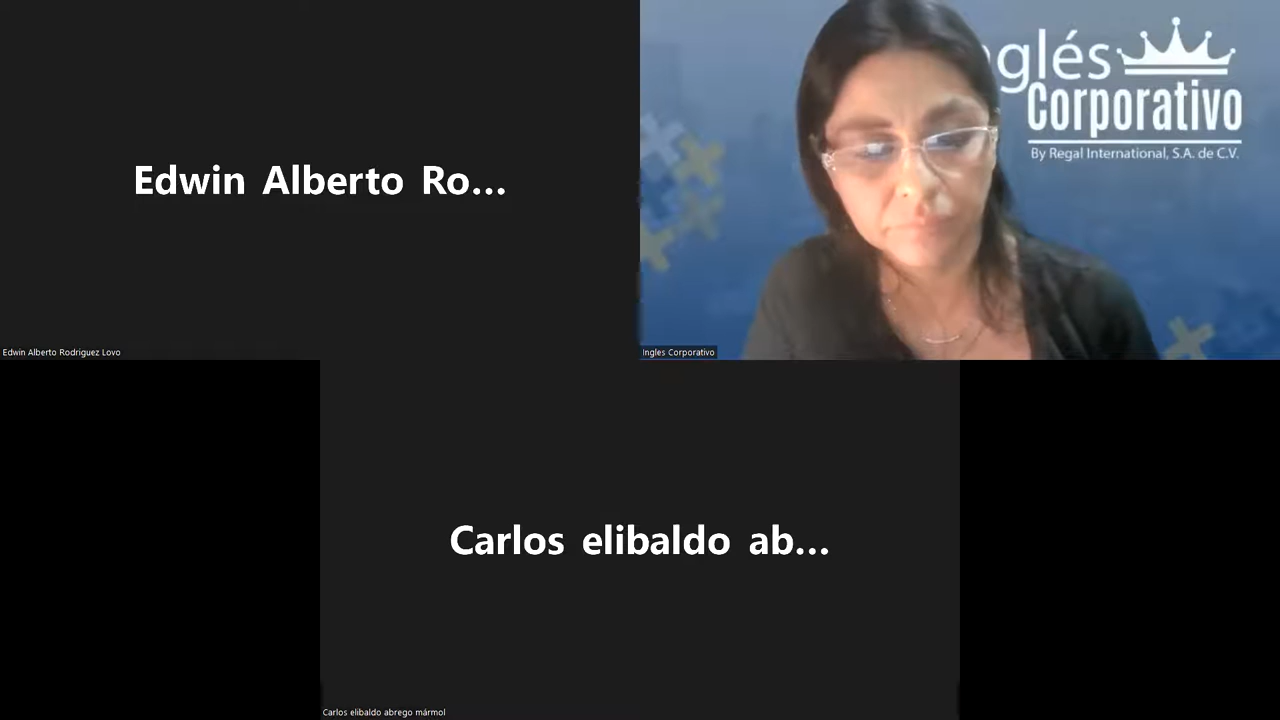 Edwin Alberto Ro...
Edwin Alberto Rodriguez Lovo
nglés
Corporativo
By Regal International, S.A. de C.V.
Ingles Corporativo
Carlos elibaldo ab...
Carlos elibaldo abrego mármol